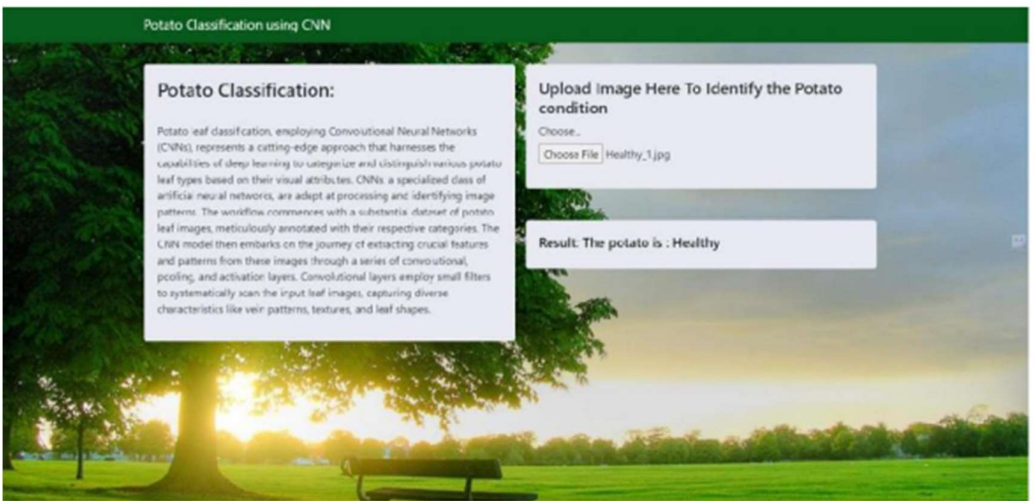 Potato Classification using CNN
Potato Classification:
Potato leaf classification, employing Convolutional Neural Networks
(CNNs), represents a cutting-edge approach that harnesses the
capabilities of deep learning to categorize and distinguish various potato
leaf types based on their visual attributes. CNNs, a specialized class of
artificial neural networks, are adept at processing and identifying image
patterns. The workflow commences with a substantial dataset of potato
leaf images, meticulously annotated with their respective categories. The
CNN model then embarks on the journey of extracting crucial features
and patterns from these images through a series of convolutional,
pooling, and activation layers. Convolutional layers employ small filters
to systematically scan the input leaf images, capturing diverse
characteristics like vein patterns, textures, and leaf shapes.
Upload Image Here To Identify the Potato
condition
Choose...
Choose File Healthy_1.jpg
Result: The potato is : Healthy